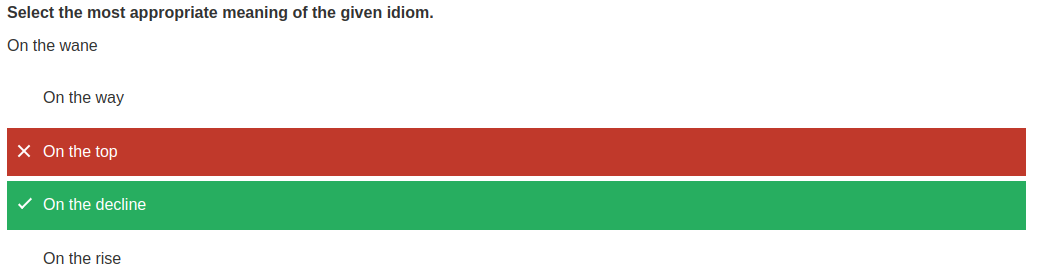 Select the most appropriate meaning of the given idiom.
On the wane
On the way
On the top
On the decline
On the rise